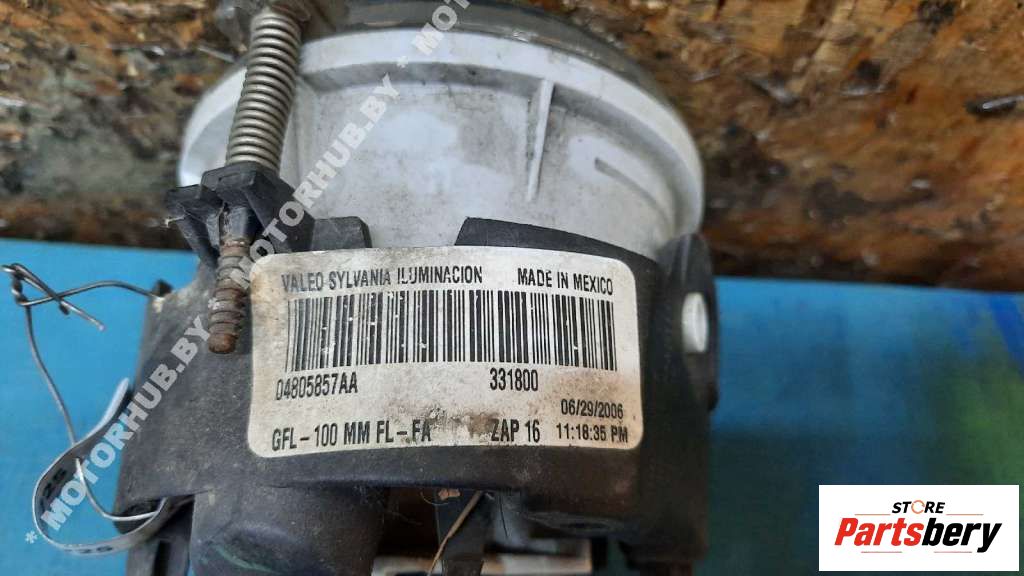 VALEO SYLVANIA ILUMINACION MADE IN MEXICO
04805857AA 331800
06/29/2006
GFL-100 MM FL-FA ZAP 16 11:18:35 PM
* MOTORHUB.BY * MOTORHUB.BY * MOTORHUB.BY * MO
STORE
Partsbery